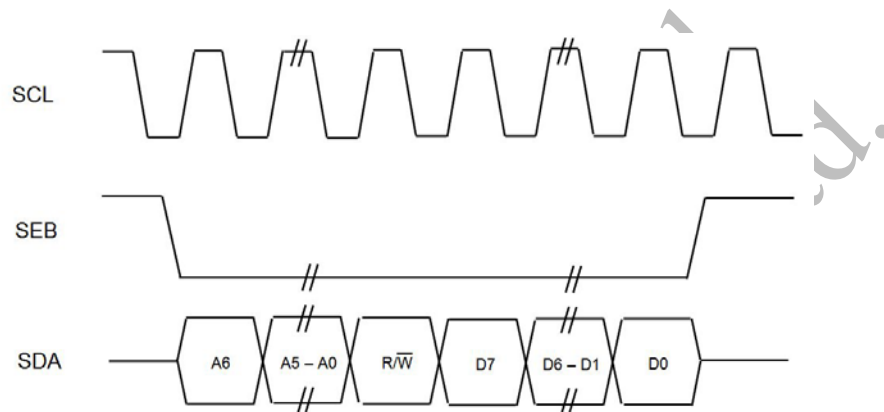 SCL
SEB
SDA
A6
A5 – A0
R/W̅
D7
D6 – D1
D0